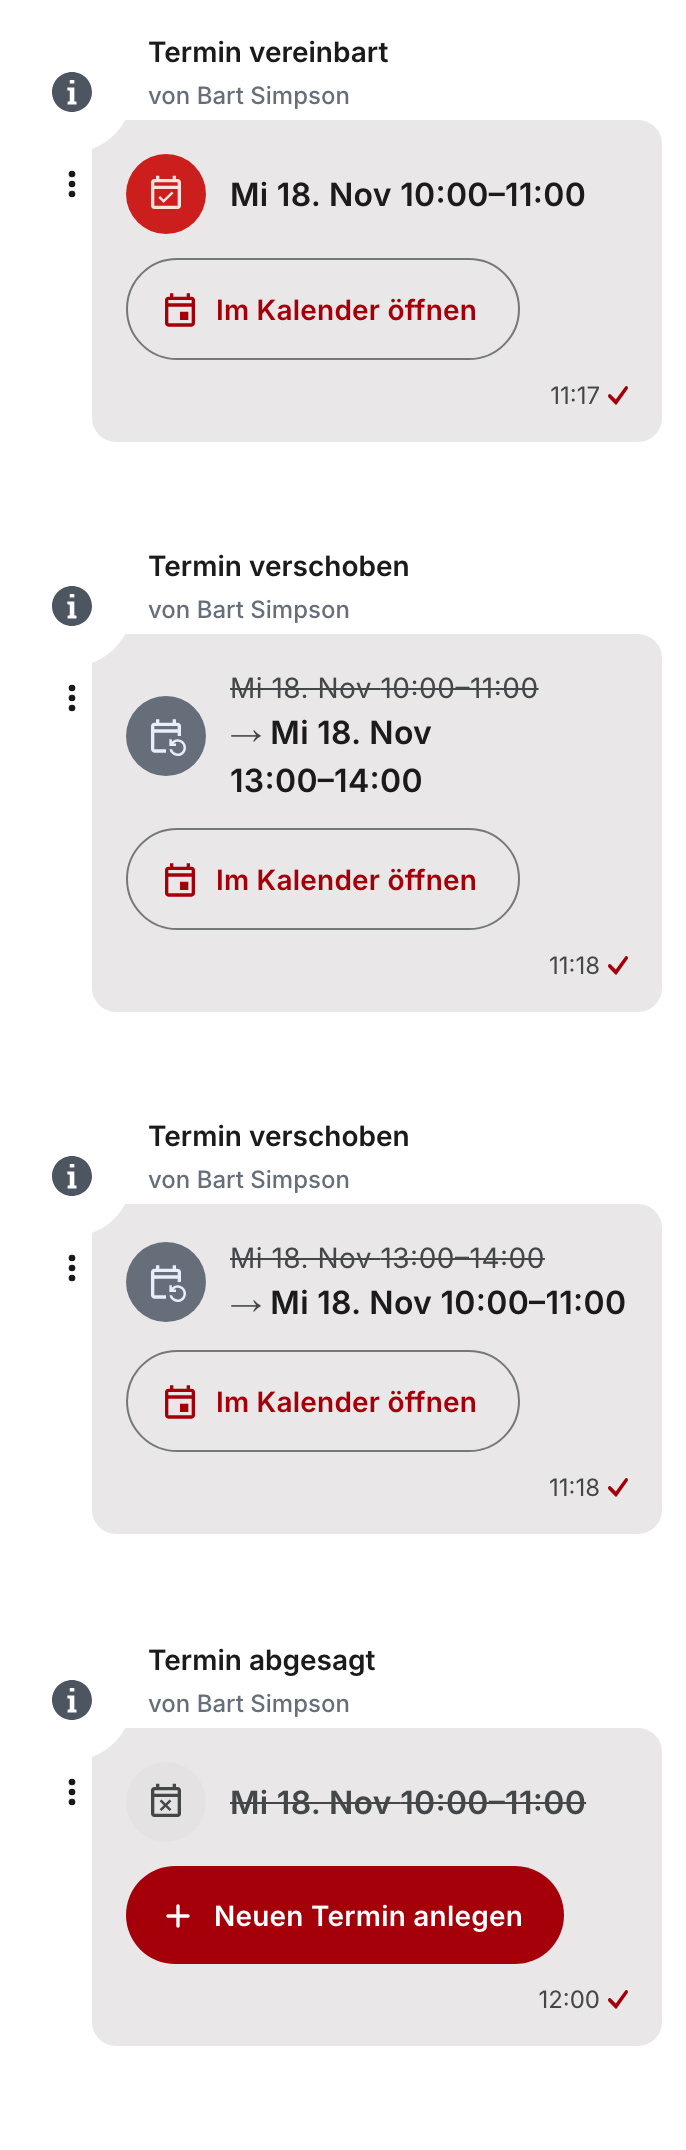 Termin vereinbart
von Bart Simpson
Mi 18. Nov 10:00–11:00
Im Kalender öffnen
11:17
Termin verschoben
von Bart Simpson
Mi 18. Nov 10:00–11:00
→ Mi 18. Nov
13:00–14:00
Im Kalender öffnen
11:18
Termin verschoben
von Bart Simpson
Mi 18. Nov 13:00–14:00
→ Mi 18. Nov 10:00–11:00
Im Kalender öffnen
11:18
Termin abgesagt
von Bart Simpson
Mi 18. Nov 10:00–11:00
Neuen Termin anlegen
12:00